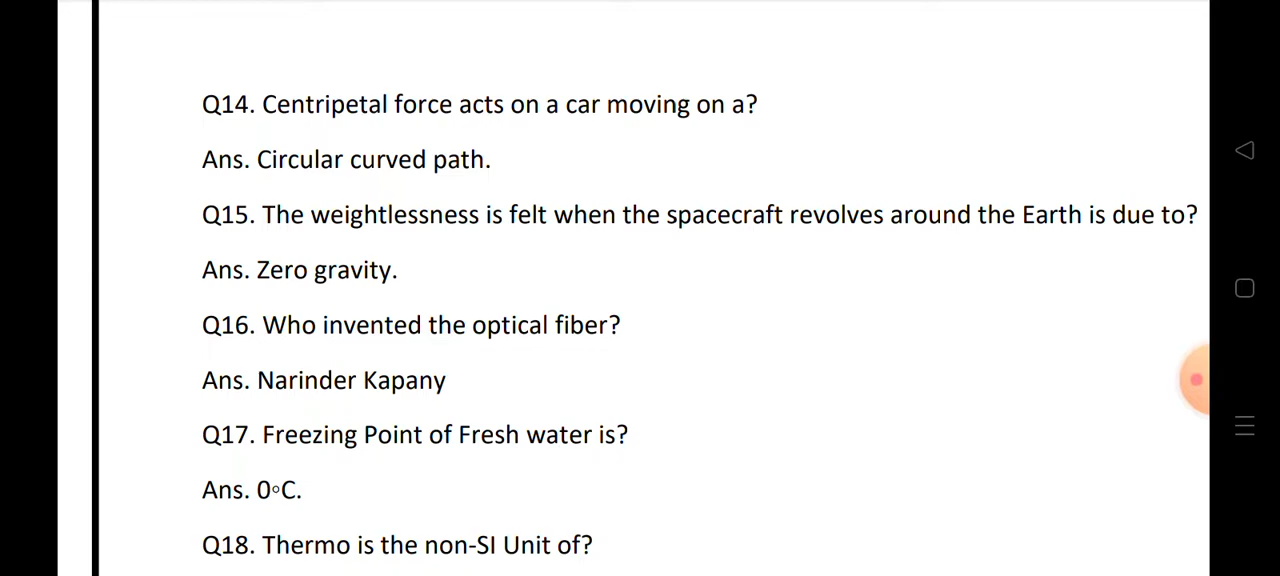 Q14. Centripetal force acts on a car moving on a?
Ans. Circular curved path.
Q15. The weightlessness is felt when the spacecraft revolves around the Earth is due to?
Ans. Zero gravity.
Q16. Who invented the optical fiber?
Ans. Narinder Kapany
Q17. Freezing Point of Fresh water is?
Ans. 0◦C.
Q18. Thermo is the non-SI Unit of?